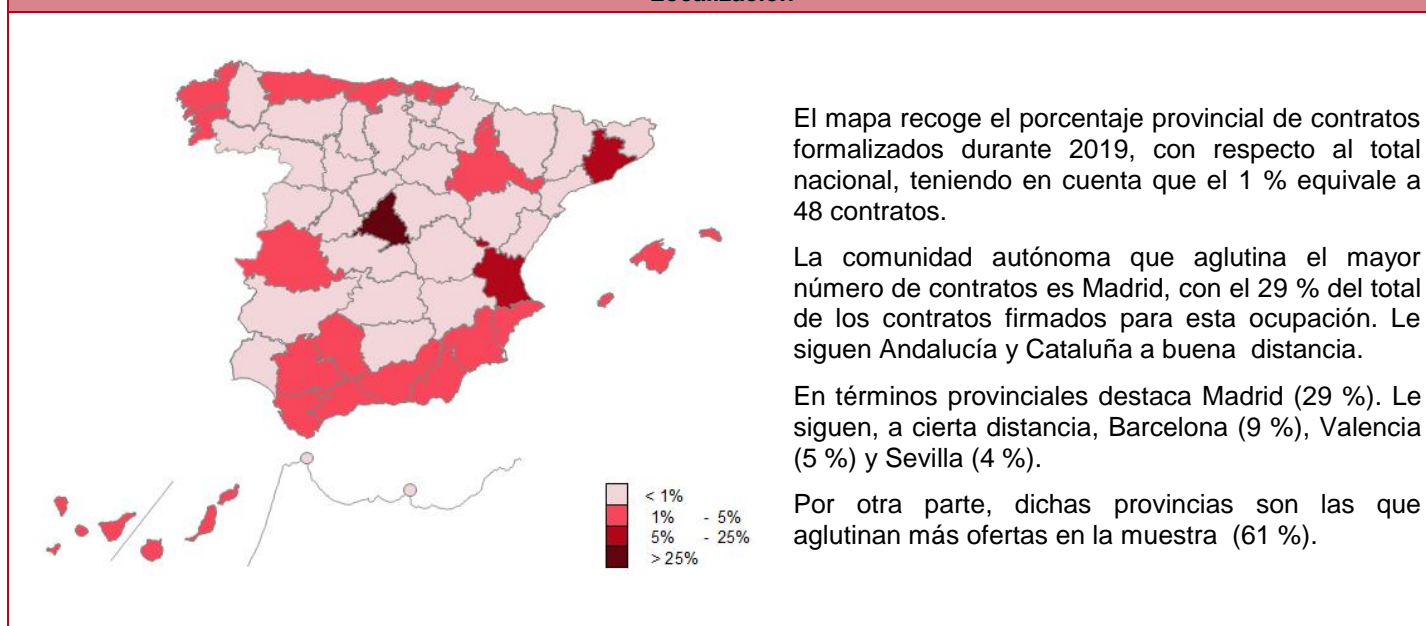 El mapa recoge el porcentaje provincial de contratos
formalizados durante 2019, con respecto al total
nacional, teniendo en cuenta que el 1 % equivale a
48 contratos.
La comunidad autónoma que aglutina el mayor
número de contratos es Madrid, con el 29 % del total
de los contratos firmados para esta ocupación. Le
siguen Andalucía y Cataluña a buena distancia.
En términos provinciales destaca Madrid (29 %). Le
siguen, a cierta distancia, Barcelona (9 %), Valencia
(5 %) y Sevilla (4 %).
Por otra parte, dichas provincias son las que
aglutinan más ofertas en la muestra (61 %).
< 1%
1% - 5%
5% - 25%
> 25%